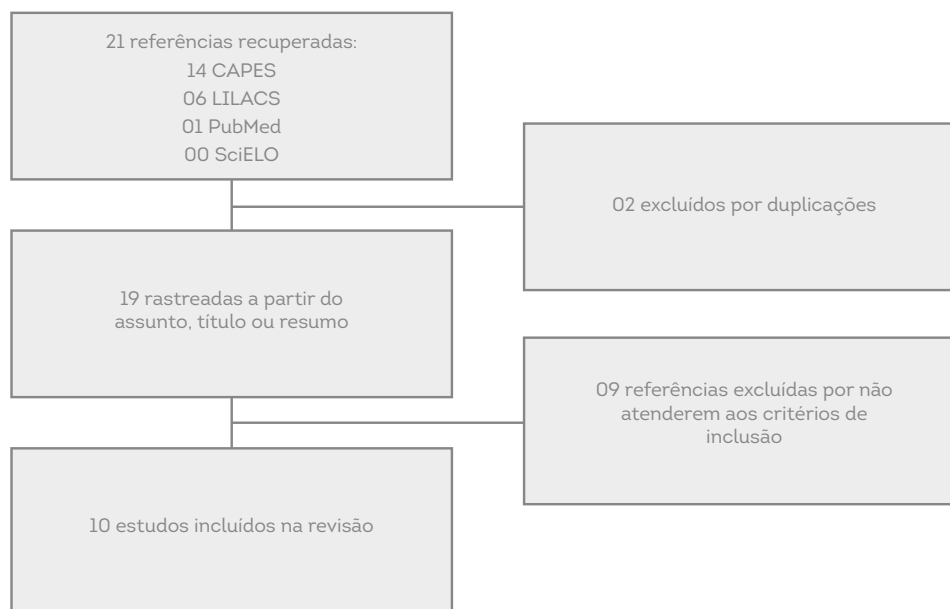 21 referências recuperadas:
14 CAPES
06 LILACS
01 PubMed
00 SciELO
02 excluídos por duplicações
19 rastreadas a partir do
assunto, título ou resumo
09 referências excluídas por não
atenderem aos critérios de
inclusão
10 estudos incluídos na revisão